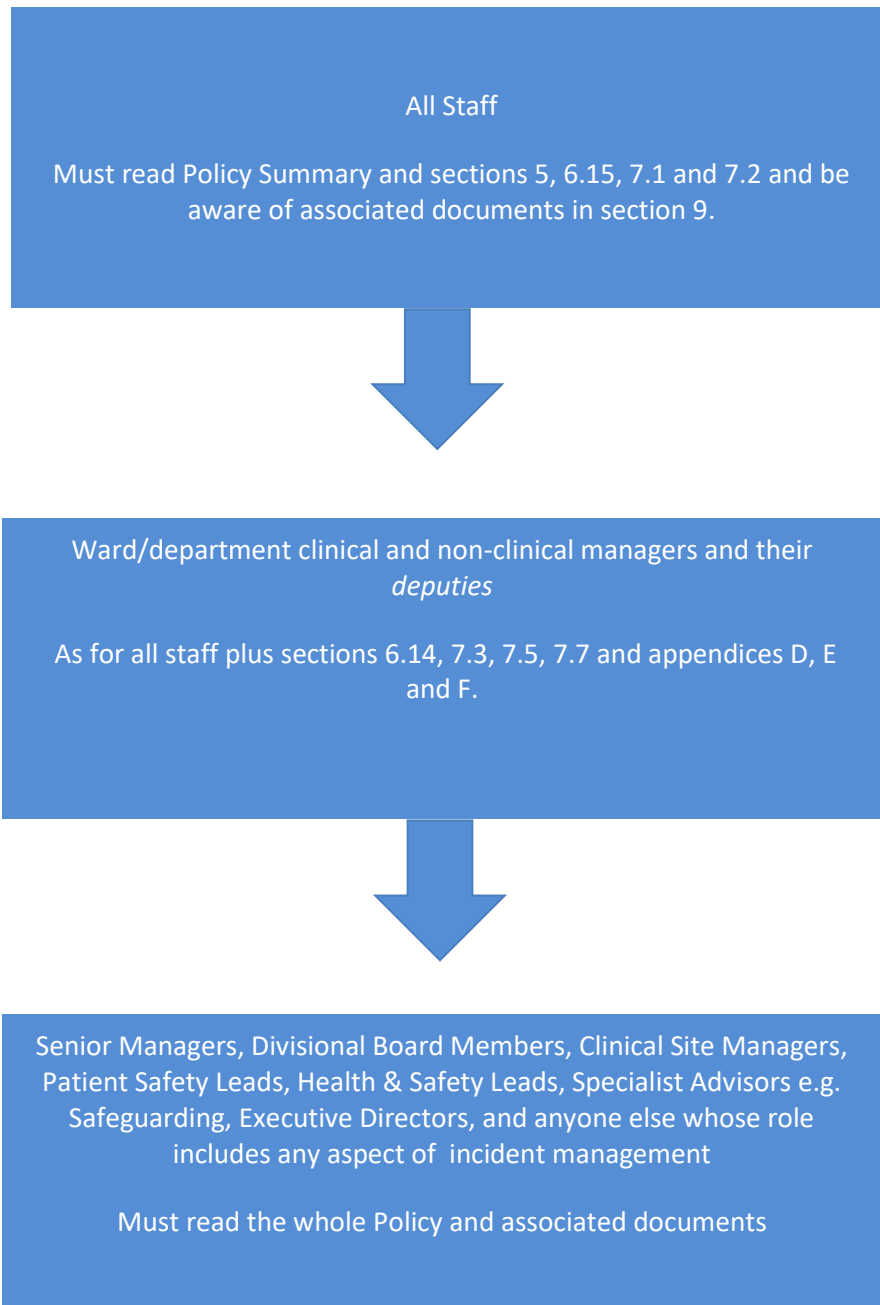 All Staff
Must read Policy Summary and sections 5, 6.15, 7.1 and 7.2 and be
aware of associated documents in section 9.
Ward/department clinical and non-clinical managers and their
deputies
As for all staff plus sections 6.14, 7.3, 7.5, 7.7 and appendices D, E
and F.
Senior Managers, Divisional Board Members, Clinical Site Managers,
Patient Safety Leads, Health & Safety Leads, Specialist Advisors e.g.
Safeguarding, Executive Directors, and anyone else whose role
includes any aspect of  incident management
Must read the whole Policy and associated documents